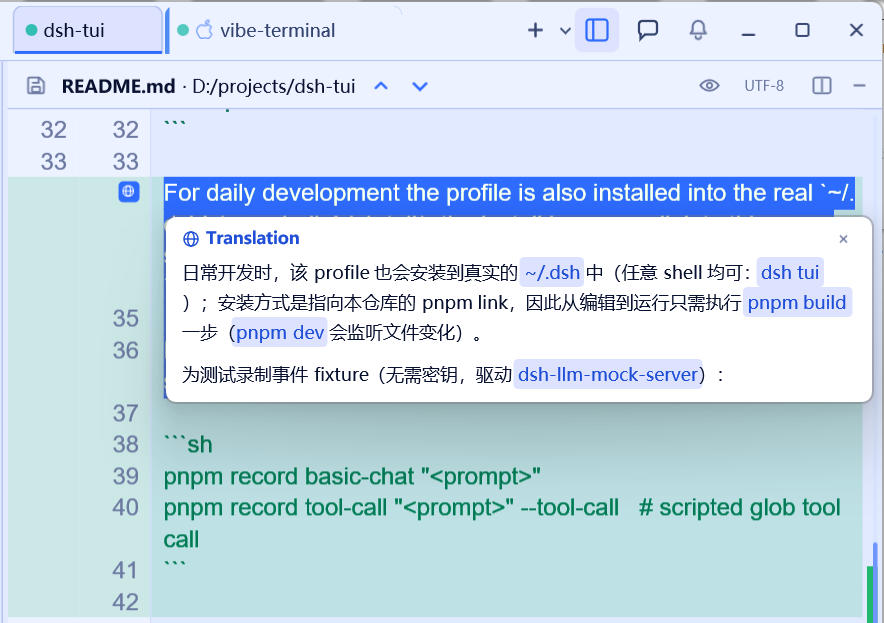 dsh-tui
vibe-terminal
README.md · D:/projects/dsh-tui
UTF-8
32 32 ```
33 33
For daily development the profile is also installed into the real `~/.
Translation
日常开发时，该 profile 也会安装到真实的 ~/.dsh 中（任意 shell 均可：dsh tui
）；安装方式是指向本仓库的 pnpm link，因此从编辑到运行只需执行 pnpm build
一步（pnpm dev 会监听文件变化）。
为测试录制事件 fixture（无需密钥，驱动 dsh-llm-mock-server）：
35
36
37
38 ```sh
39 pnpm record basic-chat "<prompt>"
40 pnpm record tool-call "<prompt>" --tool-call # scripted glob tool
call
41 ```
42